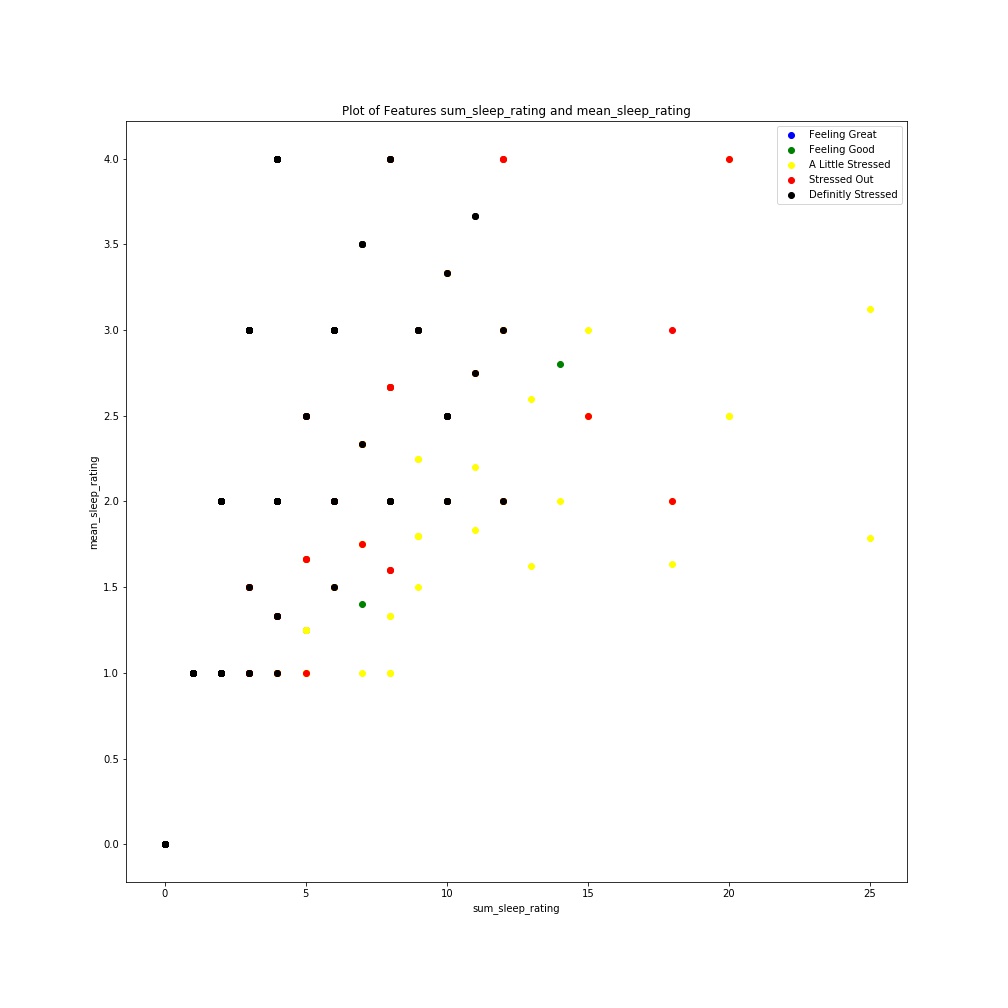 Plot of Features sum_sleep_rating and mean_sleep_rating
Feeling Great
Feeling Good
A Little Stressed
Stressed Out
Definitly Stressed
4.0
3.5
3.0
2.5
2.0
1.5
1.0
0.5
0.0
mean_sleep_rating
0 5 10 15 20 25
sum_sleep_rating